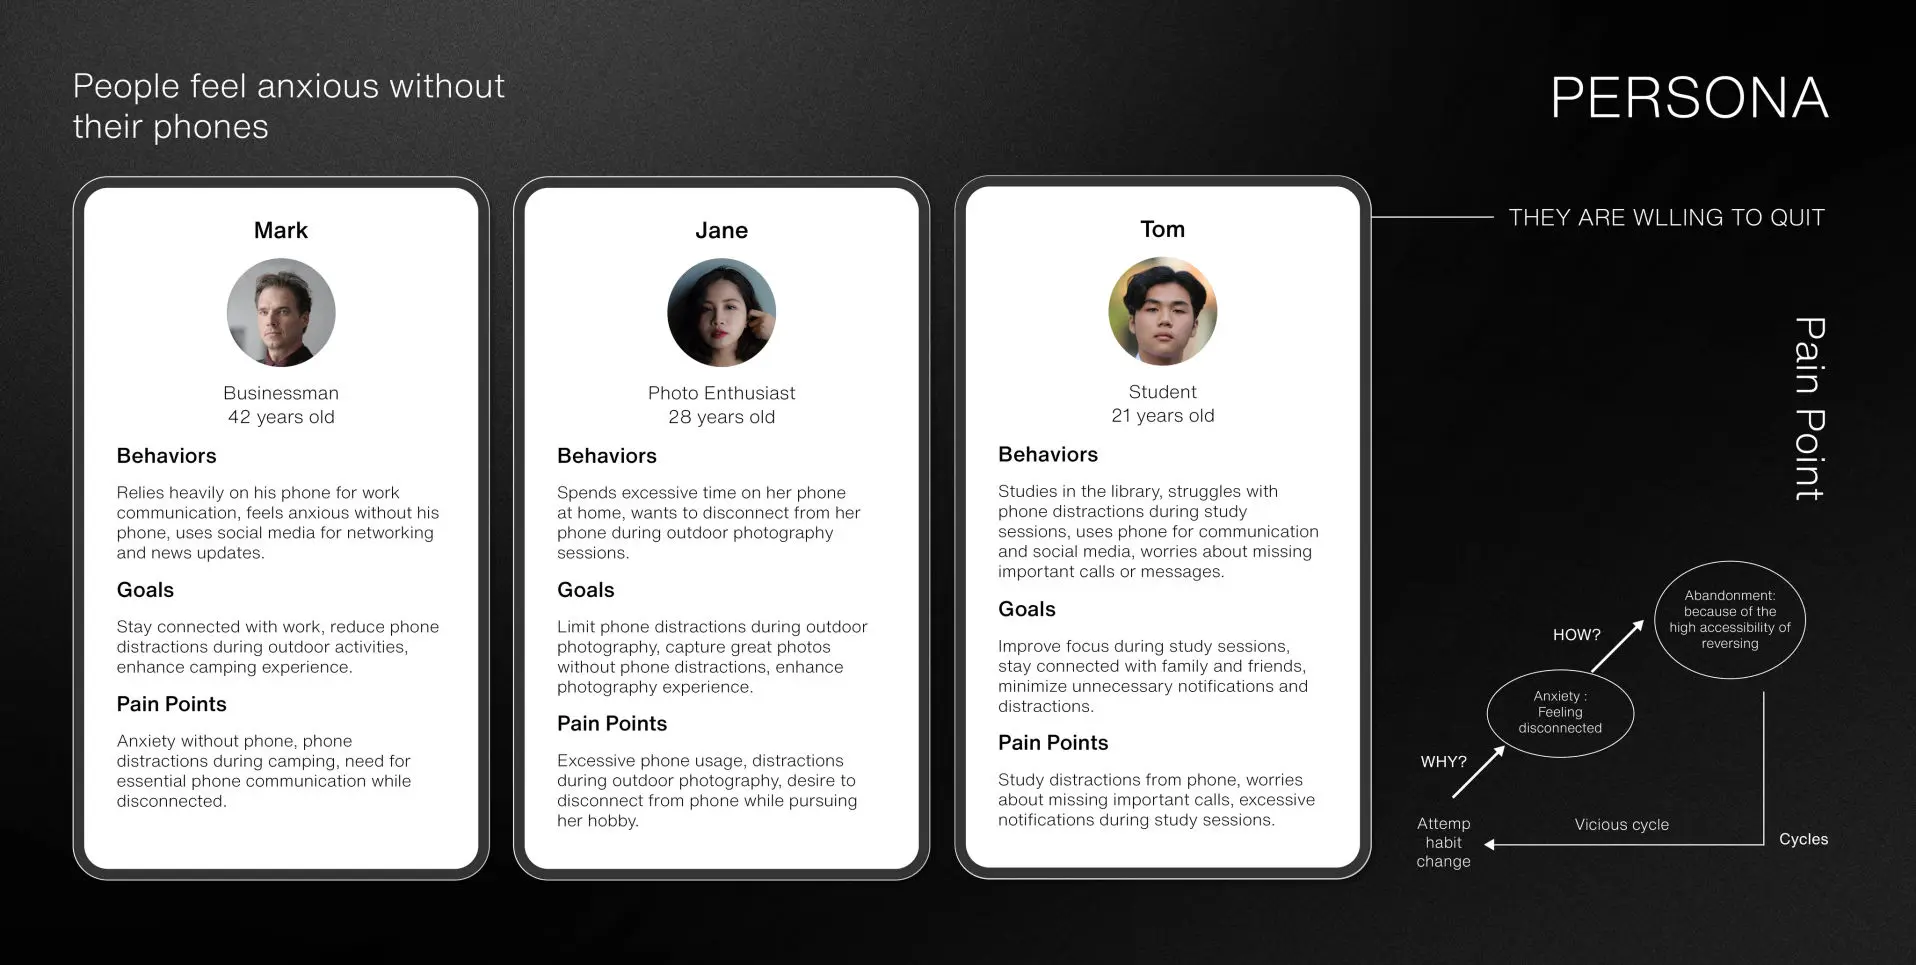 People feel anxious without
their phones
PERSONA
Mark
Businessman
42 years old
Behaviors
Relies heavily on his phone for work
communication, feels anxious without his
phone, uses social media for networking
and news updates.
Goals
Stay connected with work, reduce phone
distractions during outdoor activities,
enhance camping experience.
Pain Points
Anxiety without phone, phone
distractions during camping, need for
essential phone communication while
disconnected.
Jane
Photo Enthusiast
28 years old
Behaviors
Spends excessive time on her phone
at home, wants to disconnect from her
phone during outdoor photography
sessions.
Goals
Limit phone distractions during outdoor
photography, capture great photos
without phone distractions, enhance
photography experience.
Pain Points
Excessive phone usage, distractions
during outdoor photography, desire to
disconnect from phone while pursuing
her hobby.
Tom
Student
21 years old
Behaviors
Studies in the library, struggles with
phone distractions during study
sessions, uses phone for communication
and social media, worries about missing
important calls or messages.
Goals
Improve focus during study sessions,
stay connected with family and friends,
minimize unnecessary notifications and
distractions.
Pain Points
Study distractions from phone, worries
about missing important calls, excessive
notifications during study sessions.
THEY ARE WLLING TO QUIT
Pain Point
Abandonment:
because of the
high accessibility of
reversing
HOW?
Anxiety :
Feeling
disconnected
WHY?
Attemp
habit
change
Vicious cycle
Cycles